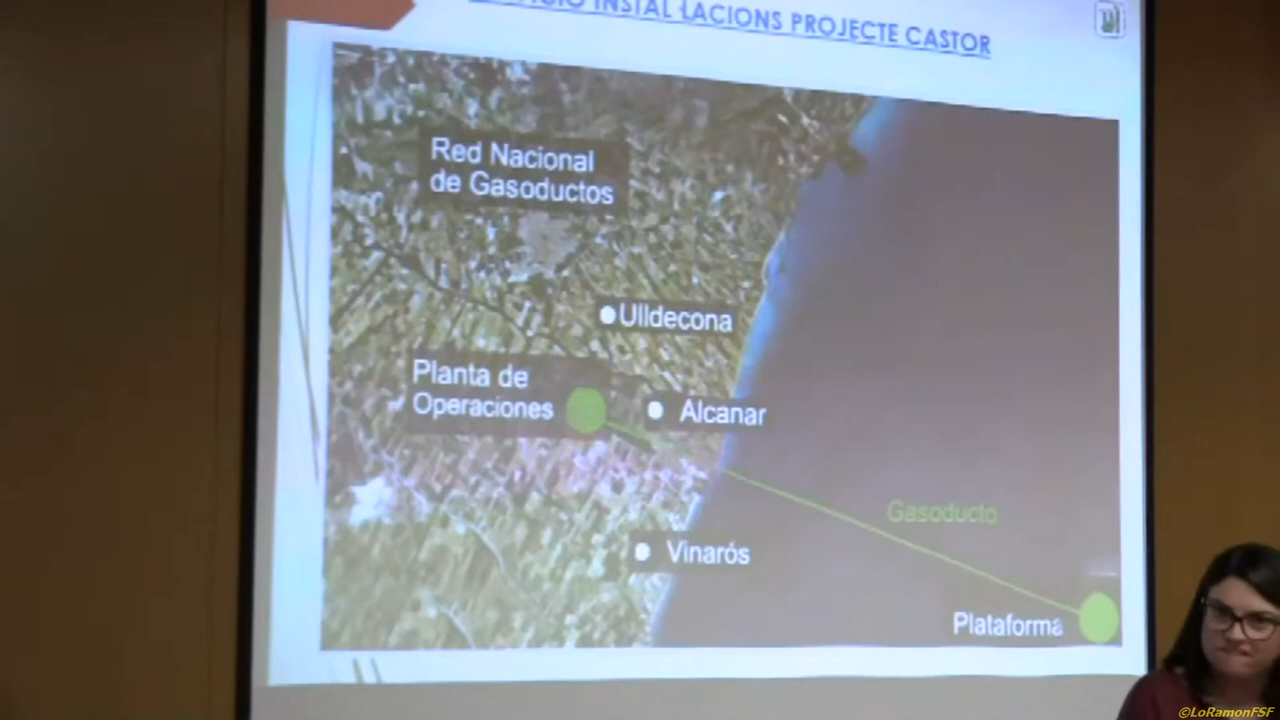 INSTAL·LACIONS PROJECTE CASTOR
Red Nacional
de Gasoductos
Ulldecona
Planta de
Operaciones
Alcanar
Gasoducto
Vinarós
Plataforma
©LoRamonFSF